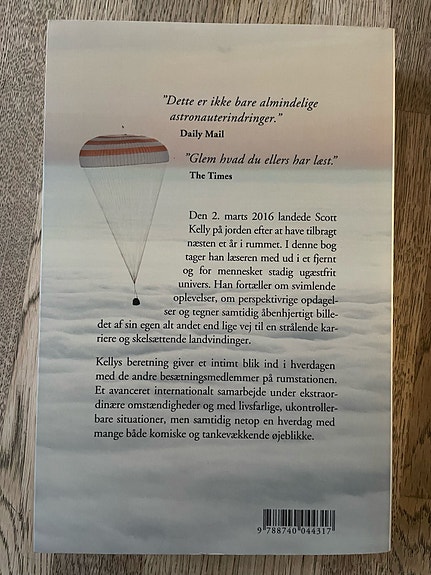 "Dette er ikke bare almindelige
astronauterindringer."
Daily Mail
"Glem hvad du ellers har læst."
The Times
Den 2. marts 2016 landede Scott
Kelly på jorden efter at have tilbragt
næsten et år i rummet. I denne bog
tager han læseren med ud i et fjernt
og for mennesket stadig ugæstfrit
univers. Han fortæller om svimlende
oplevelser, om perspektivrige opdagel-
ser og tegner samtidig åbenhjertigt bille-
det af sin egen alt andet end lige vej til en strålende kar-
riere og skelsættende landvindinger.
Kellys beretning giver et intimt blik ind i hverdagen
med de andre besætningsmedlemmer på rumstationen.
Et avanceret internationalt samarbejde under ekstraor-
dinære omstændigheder og med livsfarlige, ukontroller-
bare situationer, men samtidig netop en hverdag med
mange både komiske og tankevækkende øjeblikke.
9 788740 044317